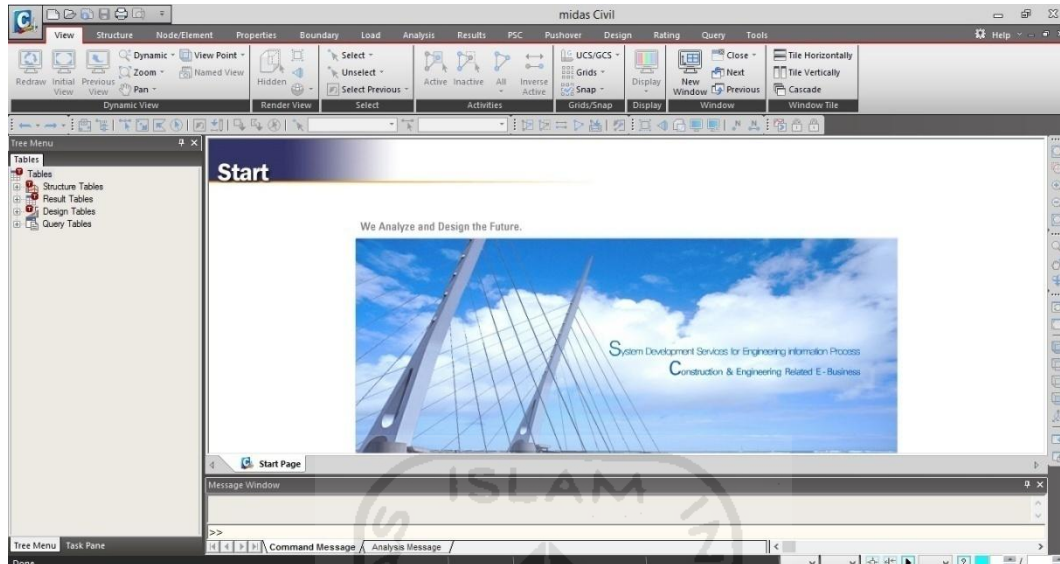 midas Civil
View Structure Node/Element Properties Boundary Load Analysis Results PSC Pushover Design Rating Query Tools Help
Redraw Initial View Previous View Dynamic Zoom Pan View Point Named View
Hidden
Select Unselect Select Previous
Active Inactive All Inverse Active
UCS/GCS Grids Snap
Display
New Window Close Next Previous
Tile Horizontally Tile Vertically Cascade
Dynamic View Render View Select Activities Grids/Snap Display Window Window Tile
Tree Menu
Tables
Tables
Structure Tables
Result Tables
Design Tables
Query Tables
Start
We Analyze and Design the Future.
System Development Services for Engineering information Process
Construction & Engineering Related E-Business
Start Page
Message Window
ISLAM
>>
Command Message Analysis Message
Tree Menu Task Pane
Done